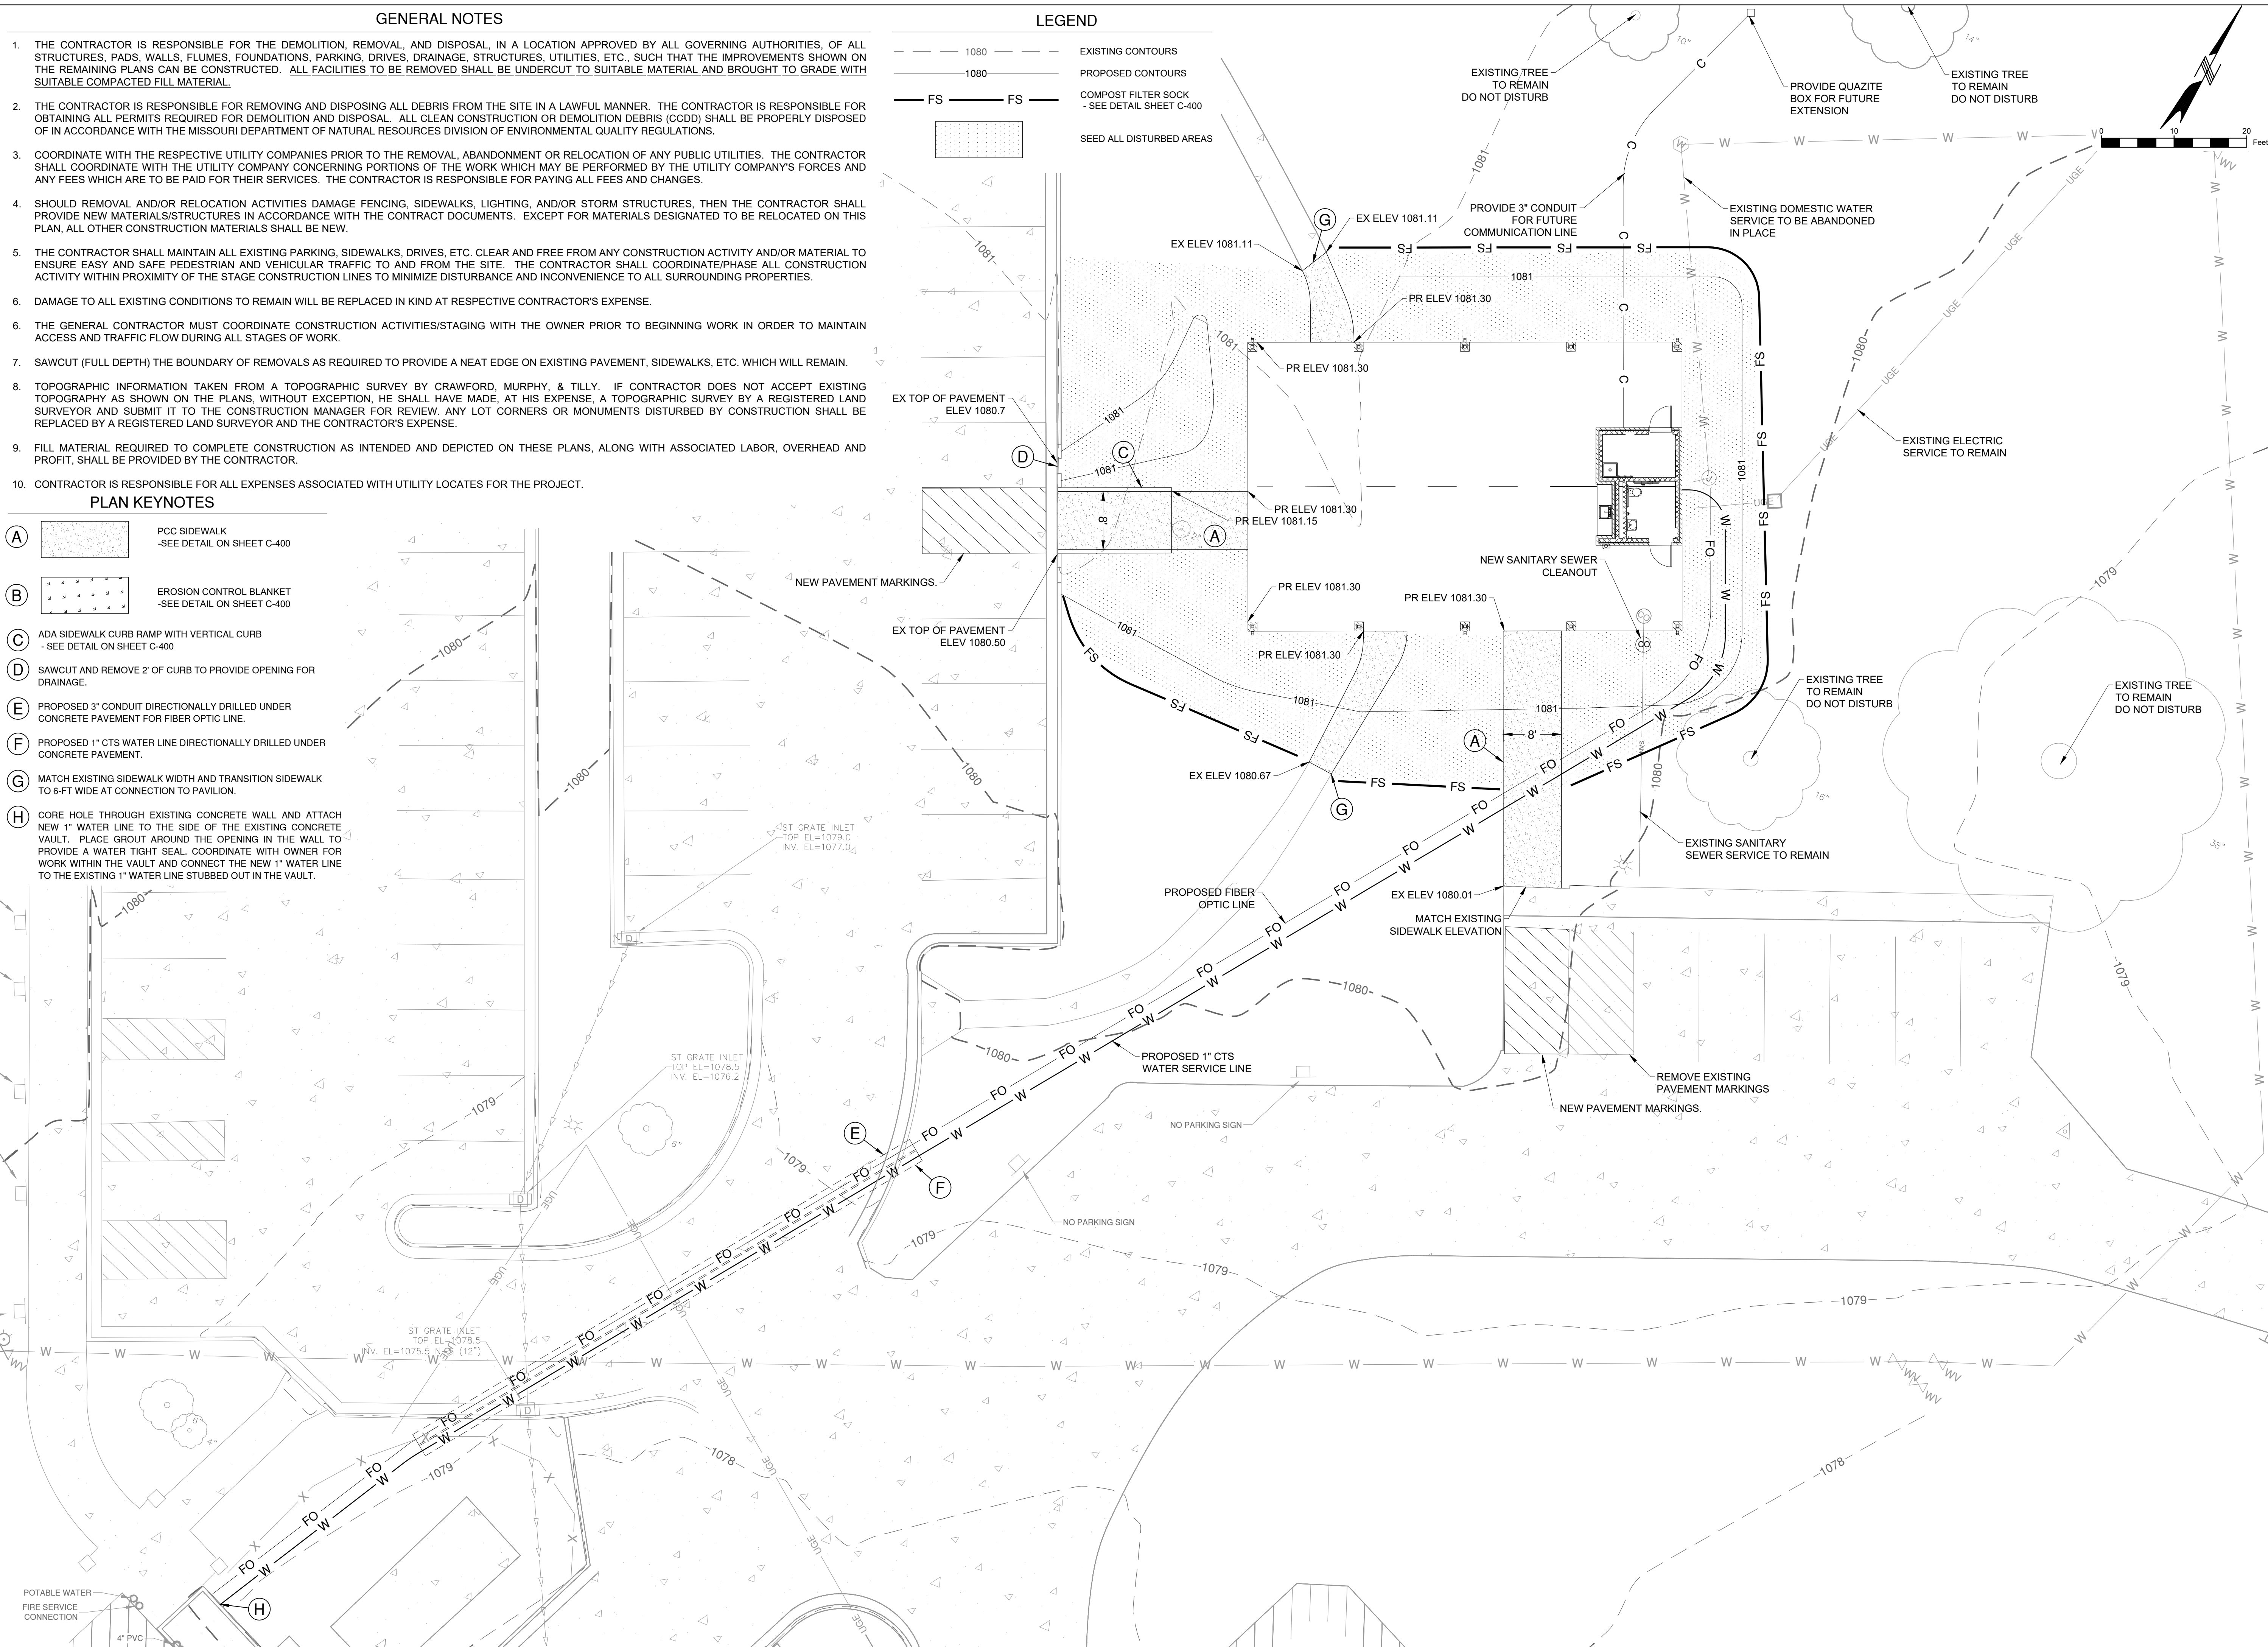 GENERAL NOTES
1. THE CONTRACTOR IS RESPONSIBLE FOR THE DEMOLITION, REMOVAL, AND DISPOSAL, IN A LOCATION APPROVED BY ALL GOVERNING AUTHORITIES, OF ALL
STRUCTURES, PADS, WALLS, FLUMES, FOUNDATIONS, PARKING, DRIVES, DRAINAGE, STRUCTURES, UTILITIES, ETC., SUCH THAT THE IMPROVEMENTS SHOWN ON
THE REMAINING PLANS CAN BE CONSTRUCTED. ALL FACILITIES TO BE REMOVED SHALL BE UNDERCUT TO SUITABLE MATERIAL AND BROUGHT TO GRADE WITH
SUITABLE COMPACTED FILL MATERIAL.
2. THE CONTRACTOR IS RESPONSIBLE FOR REMOVING AND DISPOSING ALL DEBRIS FROM THE SITE IN A LAWFUL MANNER. THE CONTRACTOR IS RESPONSIBLE FOR
OBTAINING ALL PERMITS REQUIRED FOR DEMOLITION AND DISPOSAL. ALL CLEAN CONSTRUCTION OR DEMOLITION DEBRIS (CCDD) SHALL BE PROPERLY DISPOSED
OF IN ACCORDANCE WITH THE MISSOURI DEPARTMENT OF NATURAL RESOURCES DIVISION OF ENVIRONMENTAL QUALITY REGULATIONS.
3. COORDINATE WITH THE RESPECTIVE UTILITY COMPANIES PRIOR TO THE REMOVAL, ABANDONMENT OR RELOCATION OF ANY PUBLIC UTILITIES. THE CONTRACTOR
SHALL COORDINATE WITH THE UTILITY COMPANY CONCERNING PORTIONS OF THE WORK WHICH MAY BE PERFORMED BY THE UTILITY COMPANY'S FORCES AND
ANY FEES WHICH ARE TO BE PAID FOR THEIR SERVICES. THE CONTRACTOR IS RESPONSIBLE FOR PAYING ALL FEES AND CHANGES.
4. SHOULD REMOVAL AND/OR RELOCATION ACTIVITIES DAMAGE FENCING, SIDEWALKS, LIGHTING, AND/OR STORM STRUCTURES, THEN THE CONTRACTOR SHALL
PROVIDE NEW MATERIALS/STRUCTURES IN ACCORDANCE WITH THE CONTRACT DOCUMENTS. EXCEPT FOR MATERIALS DESIGNATED TO BE RELOCATED ON THIS
PLAN, ALL OTHER CONSTRUCTION MATERIALS SHALL BE NEW.
5. THE CONTRACTOR SHALL MAINTAIN ALL EXISTING PARKING, SIDEWALKS, DRIVES, ETC. CLEAR AND FREE FROM ANY CONSTRUCTION ACTIVITY AND/OR MATERIAL TO
ENSURE EASY AND SAFE PEDESTRIAN AND VEHICULAR TRAFFIC TO AND FROM THE SITE. THE CONTRACTOR SHALL COORDINATE/PHASE ALL CONSTRUCTION
ACTIVITY WITHIN PROXIMITY OF THE STAGE CONSTRUCTION LINES TO MINIMIZE DISTURBANCE AND INCONVENIENCE TO ALL SURROUNDING PROPERTIES.
6. DAMAGE TO ALL EXISTING CONDITIONS TO REMAIN WILL BE REPLACED IN KIND AT RESPECTIVE CONTRACTOR'S EXPENSE.
6. THE GENERAL CONTRACTOR MUST COORDINATE CONSTRUCTION ACTIVITIES/STAGING WITH THE OWNER PRIOR TO BEGINNING WORK IN ORDER TO MAINTAIN
ACCESS AND TRAFFIC FLOW DURING ALL STAGES OF WORK.
7. SAWCUT (FULL DEPTH) THE BOUNDARY OF REMOVALS AS REQUIRED TO PROVIDE A NEAT EDGE ON EXISTING PAVEMENT, SIDEWALKS, ETC. WHICH WILL REMAIN.
8. TOPOGRAPHIC INFORMATION TAKEN FROM A TOPOGRAPHIC SURVEY BY CRAWFORD, MURPHY, & TILLY. IF CONTRACTOR DOES NOT ACCEPT EXISTING
TOPOGRAPHY AS SHOWN ON THE PLANS, WITHOUT EXCEPTION, HE SHALL HAVE MADE, AT HIS EXPENSE, A TOPOGRAPHIC SURVEY BY A REGISTERED LAND
SURVEYOR AND SUBMIT IT TO THE CONSTRUCTION MANAGER FOR REVIEW. ANY LOT CORNERS OR MONUMENTS DISTURBED BY CONSTRUCTION SHALL BE
REPLACED BY A REGISTERED LAND SURVEYOR AND THE CONTRACTOR'S EXPENSE.
9. FILL MATERIAL REQUIRED TO COMPLETE CONSTRUCTION AS INTENDED AND DEPICTED ON THESE PLANS, ALONG WITH ASSOCIATED LABOR, OVERHEAD AND
PROFIT, SHALL BE PROVIDED BY THE CONTRACTOR.
10. CONTRACTOR IS RESPONSIBLE FOR ALL EXPENSES ASSOCIATED WITH UTILITY LOCATES FOR THE PROJECT.
PLAN KEYNOTES
A PCC SIDEWALK
-SEE DETAIL ON SHEET C-400
B EROSION CONTROL BLANKET
-SEE DETAIL ON SHEET C-400
C ADA SIDEWALK CURB RAMP WITH VERTICAL CURB
- SEE DETAIL ON SHEET C-400
D SAWCUT AND REMOVE 2' OF CURB TO PROVIDE OPENING FOR
DRAINAGE.
E PROPOSED 3" CONDUIT DIRECTIONALLY DRILLED UNDER
CONCRETE PAVEMENT FOR FIBER OPTIC LINE.
F PROPOSED 1" CTS WATER LINE DIRECTIONALLY DRILLED UNDER
CONCRETE PAVEMENT.
G MATCH EXISTING SIDEWALK WIDTH AND TRANSITION SIDEWALK
TO 6-FT WIDE AT CONNECTION TO PAVILION.
H CORE HOLE THROUGH EXISTING CONCRETE WALL AND ATTACH
NEW 1" WATER LINE TO THE SIDE OF THE EXISTING CONCRETE
VAULT. PLACE GROUT AROUND THE OPENING IN THE WALL TO
PROVIDE A WATER TIGHT SEAL. COORDINATE WITH OWNER FOR
WORK WITHIN THE VAULT AND CONNECT THE NEW 1" WATER LINE
TO THE EXISTING 1" WATER LINE STUBBED OUT IN THE VAULT.
LEGEND
1080 EXISTING CONTOURS
1080 PROPOSED CONTOURS
FS FS COMPOST FILTER SOCK
- SEE DETAIL SHEET C-400
SEED ALL DISTURBED AREAS
EXISTING TREE
TO REMAIN
DO NOT DISTURB
10"
PROVIDE QUAZITE
BOX FOR FUTURE
EXTENSION
EXISTING TREE
TO REMAIN
DO NOT DISTURB
14"
0 10 20
Feet
PROVIDE 3" CONDUIT
FOR FUTURE
COMMUNICATION LINE
EXISTING DOMESTIC WATER
SERVICE TO BE ABANDONED
IN PLACE
G
EX ELEV 1081.11
EX ELEV 1081.11
PR ELEV 1081.30
PR ELEV 1081.30
EX TOP OF PAVEMENT
ELEV 1080.7
D
C
8'
PR ELEV 1081.30
PR ELEV 1081.15
A
NEW PAVEMENT MARKINGS.
EX TOP OF PAVEMENT
ELEV 1080.50
PR ELEV 1081.30
PR ELEV 1081.30
PR ELEV 1081.30
NEW SANITARY SEWER
CLEANOUT
EXISTING ELECTRIC
SERVICE TO REMAIN
EXISTING TREE
TO REMAIN
DO NOT DISTURB
16"
EXISTING TREE
TO REMAIN
DO NOT DISTURB
38"
A
8'
EX ELEV 1080.67
G
EXISTING SANITARY
SEWER SERVICE TO REMAIN
PROPOSED FIBER
OPTIC LINE
EX ELEV 1080.01
MATCH EXISTING
SIDEWALK ELEVATION
PROPOSED 1" CTS
WATER SERVICE LINE
REMOVE EXISTING
PAVEMENT MARKINGS
NEW PAVEMENT MARKINGS.
NO PARKING SIGN
NO PARKING SIGN
ST GRATE INLET
TOP EL=1079.0
INV. EL=1077.0
ST GRATE INLET
TOP EL=1078.5
INV. EL=1076.2
6"
E
F
ST GRATE INLET
TOP EL=1078.5
INV. EL=1075.5 N&S (12")
6"
4"
POTABLE WATER
FIRE SERVICE
CONNECTION
4" PVC
H
1081
1081
1081
1080
1080
1079
1079
1078
1078
FO
W
UGE
WV